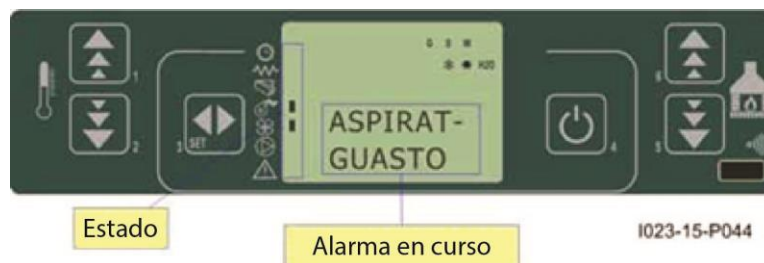 G S M
H2O
1
2
3 SET
ASPIRAT-
GUASTO
4
6
5
Estado
Alarma en curso
I023-15-P044